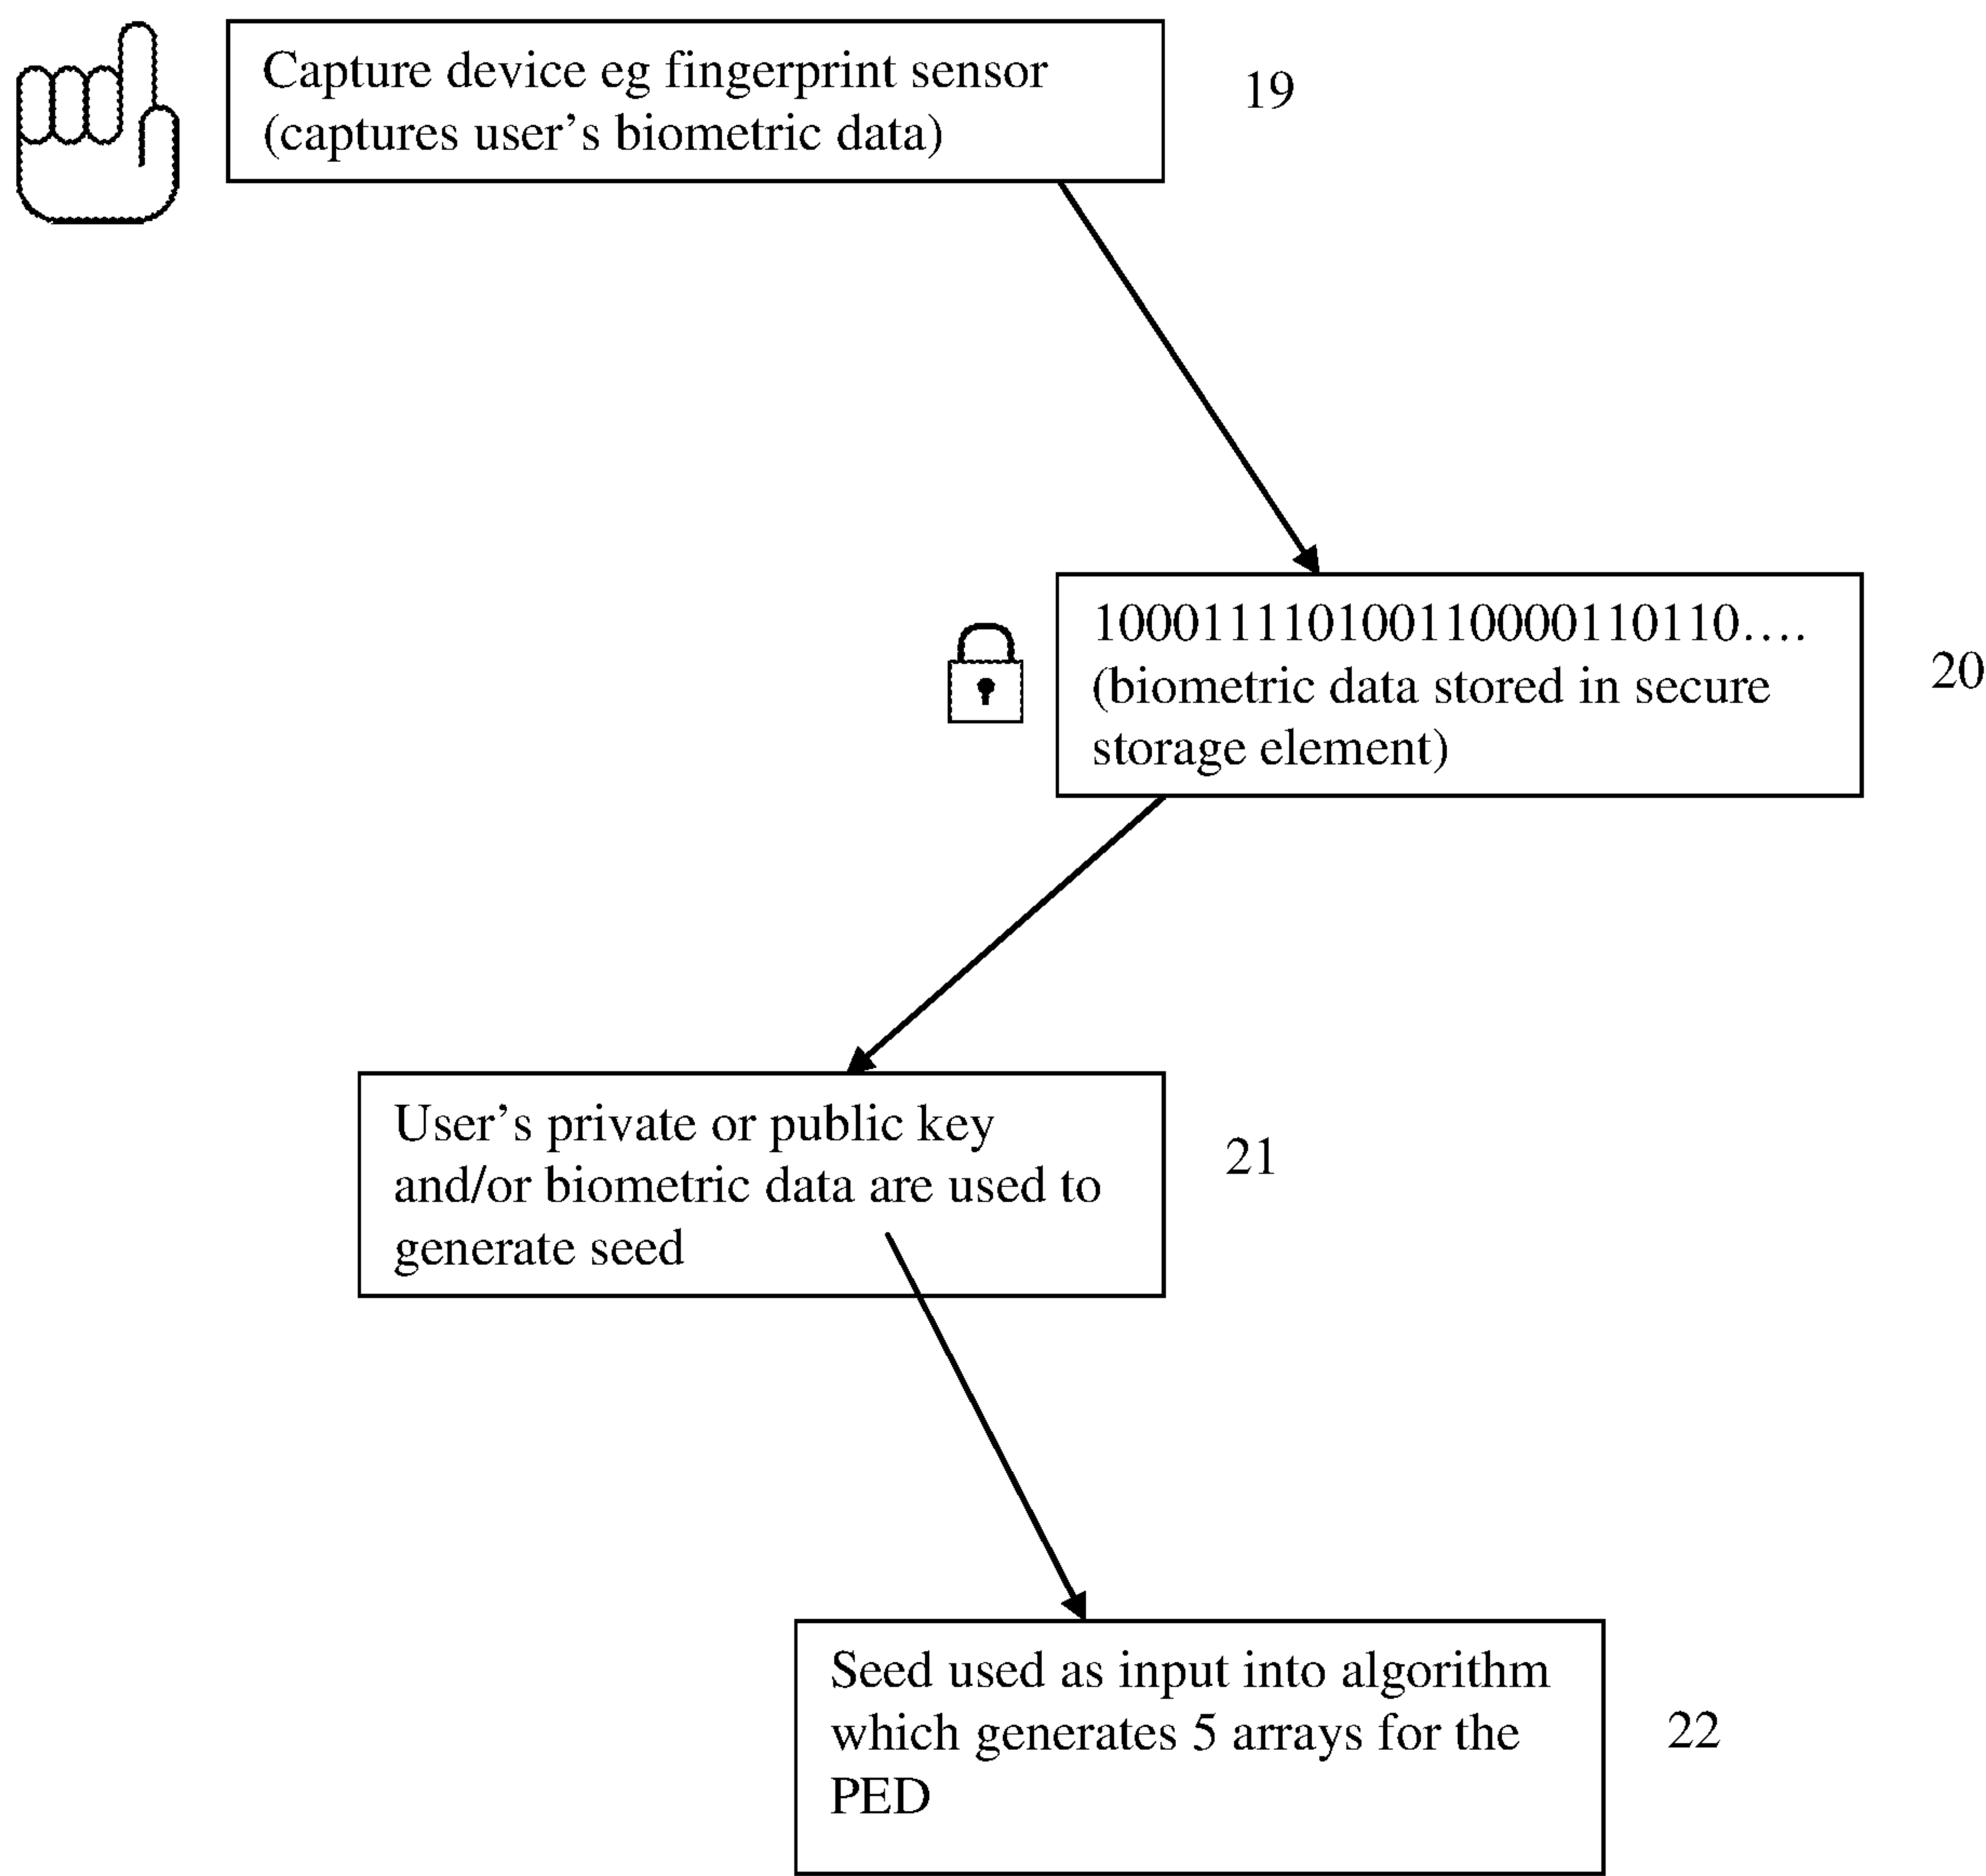 Capture device eg fingerprint sensor
(captures user's biometric data)
19
100011110100110000110110....
(biometric data stored in secure
storage element)
20
User's private or public key
and/or biometric data are used to
generate seed
21
Seed used as input into algorithm
which generates 5 arrays for the
PED
22